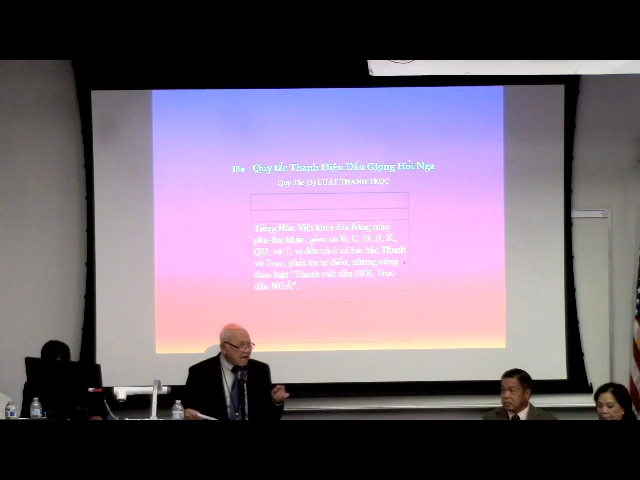 18a Quy tắc Thanh Điệu Dấu Giọng Hỏi Ngã
Quy Tắc (3) LUẬT THANH TRỌC
Tiếng Hán Việt khởi đầu bằng mấy
phụ-âm khác, gồm có B, C, D, H, K,
QU, và T, vì đều có ở cả hai bậc Thanh
và Trọc, phải tra tự điển; nhưng cũng
theo luật "Thanh viết dấu HỎI, Trọc
dấu NGÃ".